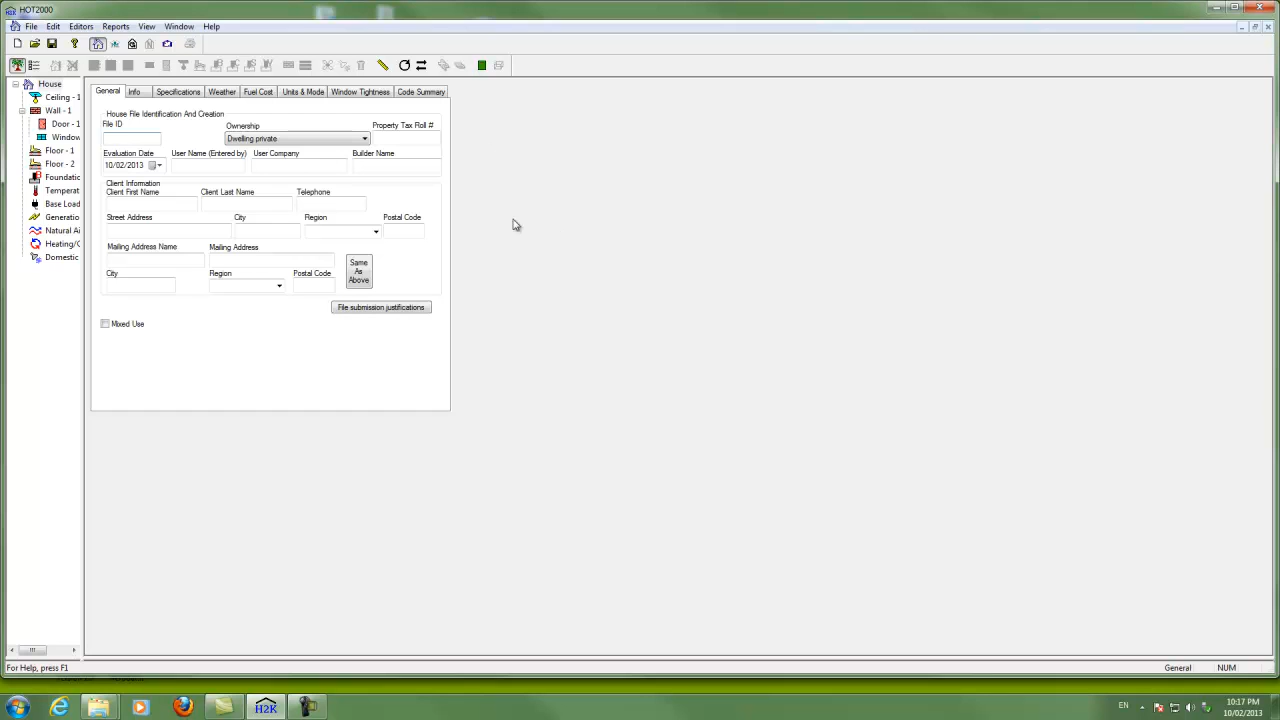 HOT2000
File Edit Editors Reports View Window Help
House
Ceiling - 1
Wall - 1
Door - 1
Window
Floor - 1
Floor - 2
Foundatio
Temperat
Base Load
Generatio
Natural Ai
Heating/C
Domestic
General Info Specifications Weather Fuel Cost Units & Mode Window Tightness Code Summary
House File Identification And Creation
File ID Ownership Property Tax Roll #
Dwelling private
Evaluation Date User Name (Entered by) User Company Builder Name
10/02/2013
Client Information
Client First Name Client Last Name Telephone
Street Address City Region Postal Code
Mailing Address Name Mailing Address
Same
As
Above
City Region Postal Code
File submission justifications
Mixed Use
For Help, press F1 General NUM
H2K
EN
10:17 PM
10/02/2013